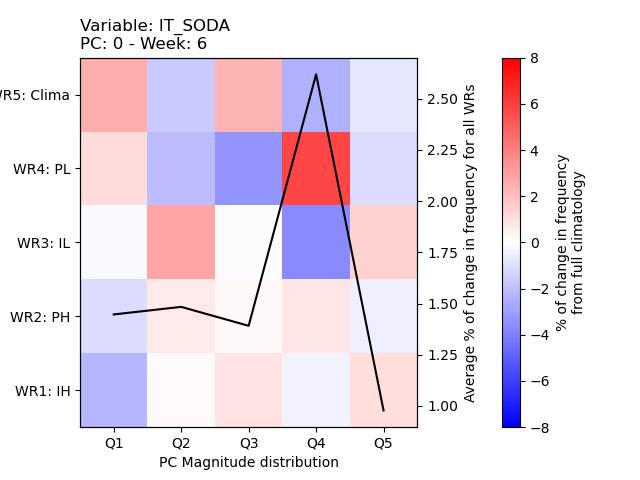 Variable: IT_SODA
PC: 0 - Week: 6
WR5: Clima
WR4: PL
WR3: IL
WR2: PH
WR1: IH
Q1
Q2
Q3
Q4
Q5
PC Magnitude distribution
2.50
2.25
2.00
1.75
1.50
1.25
1.00
Average % of change in frequency for all WRs
8
6
4
2
0
−2
−4
−6
−8
% of change in frequency
from full climatology